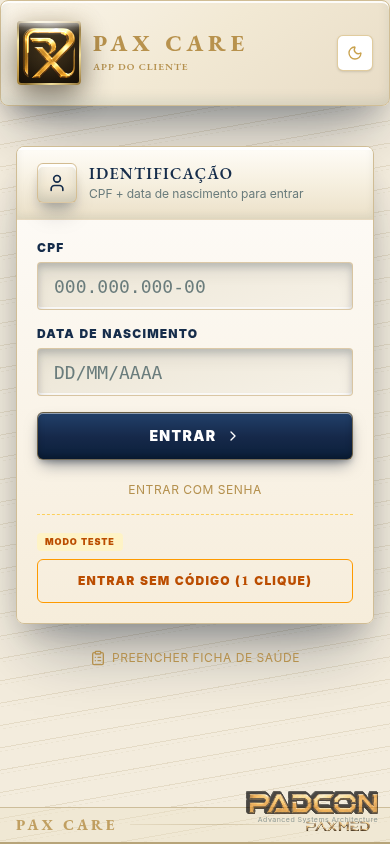 PAX CARE
APP DO CLIENTE
IDENTIFICAÇÃO
CPF + data de nascimento para entrar
CPF
000.000.000-00
DATA DE NASCIMENTO
DD/MM/AAAA
ENTRAR
ENTRAR COM SENHA
MODO TESTE
ENTRAR SEM CÓDIGO (1 CLIQUE)
PREENCHER FICHA DE SAÚDE
PADCON
Advanced Systems Architecture
PAX CARE
PAXMED